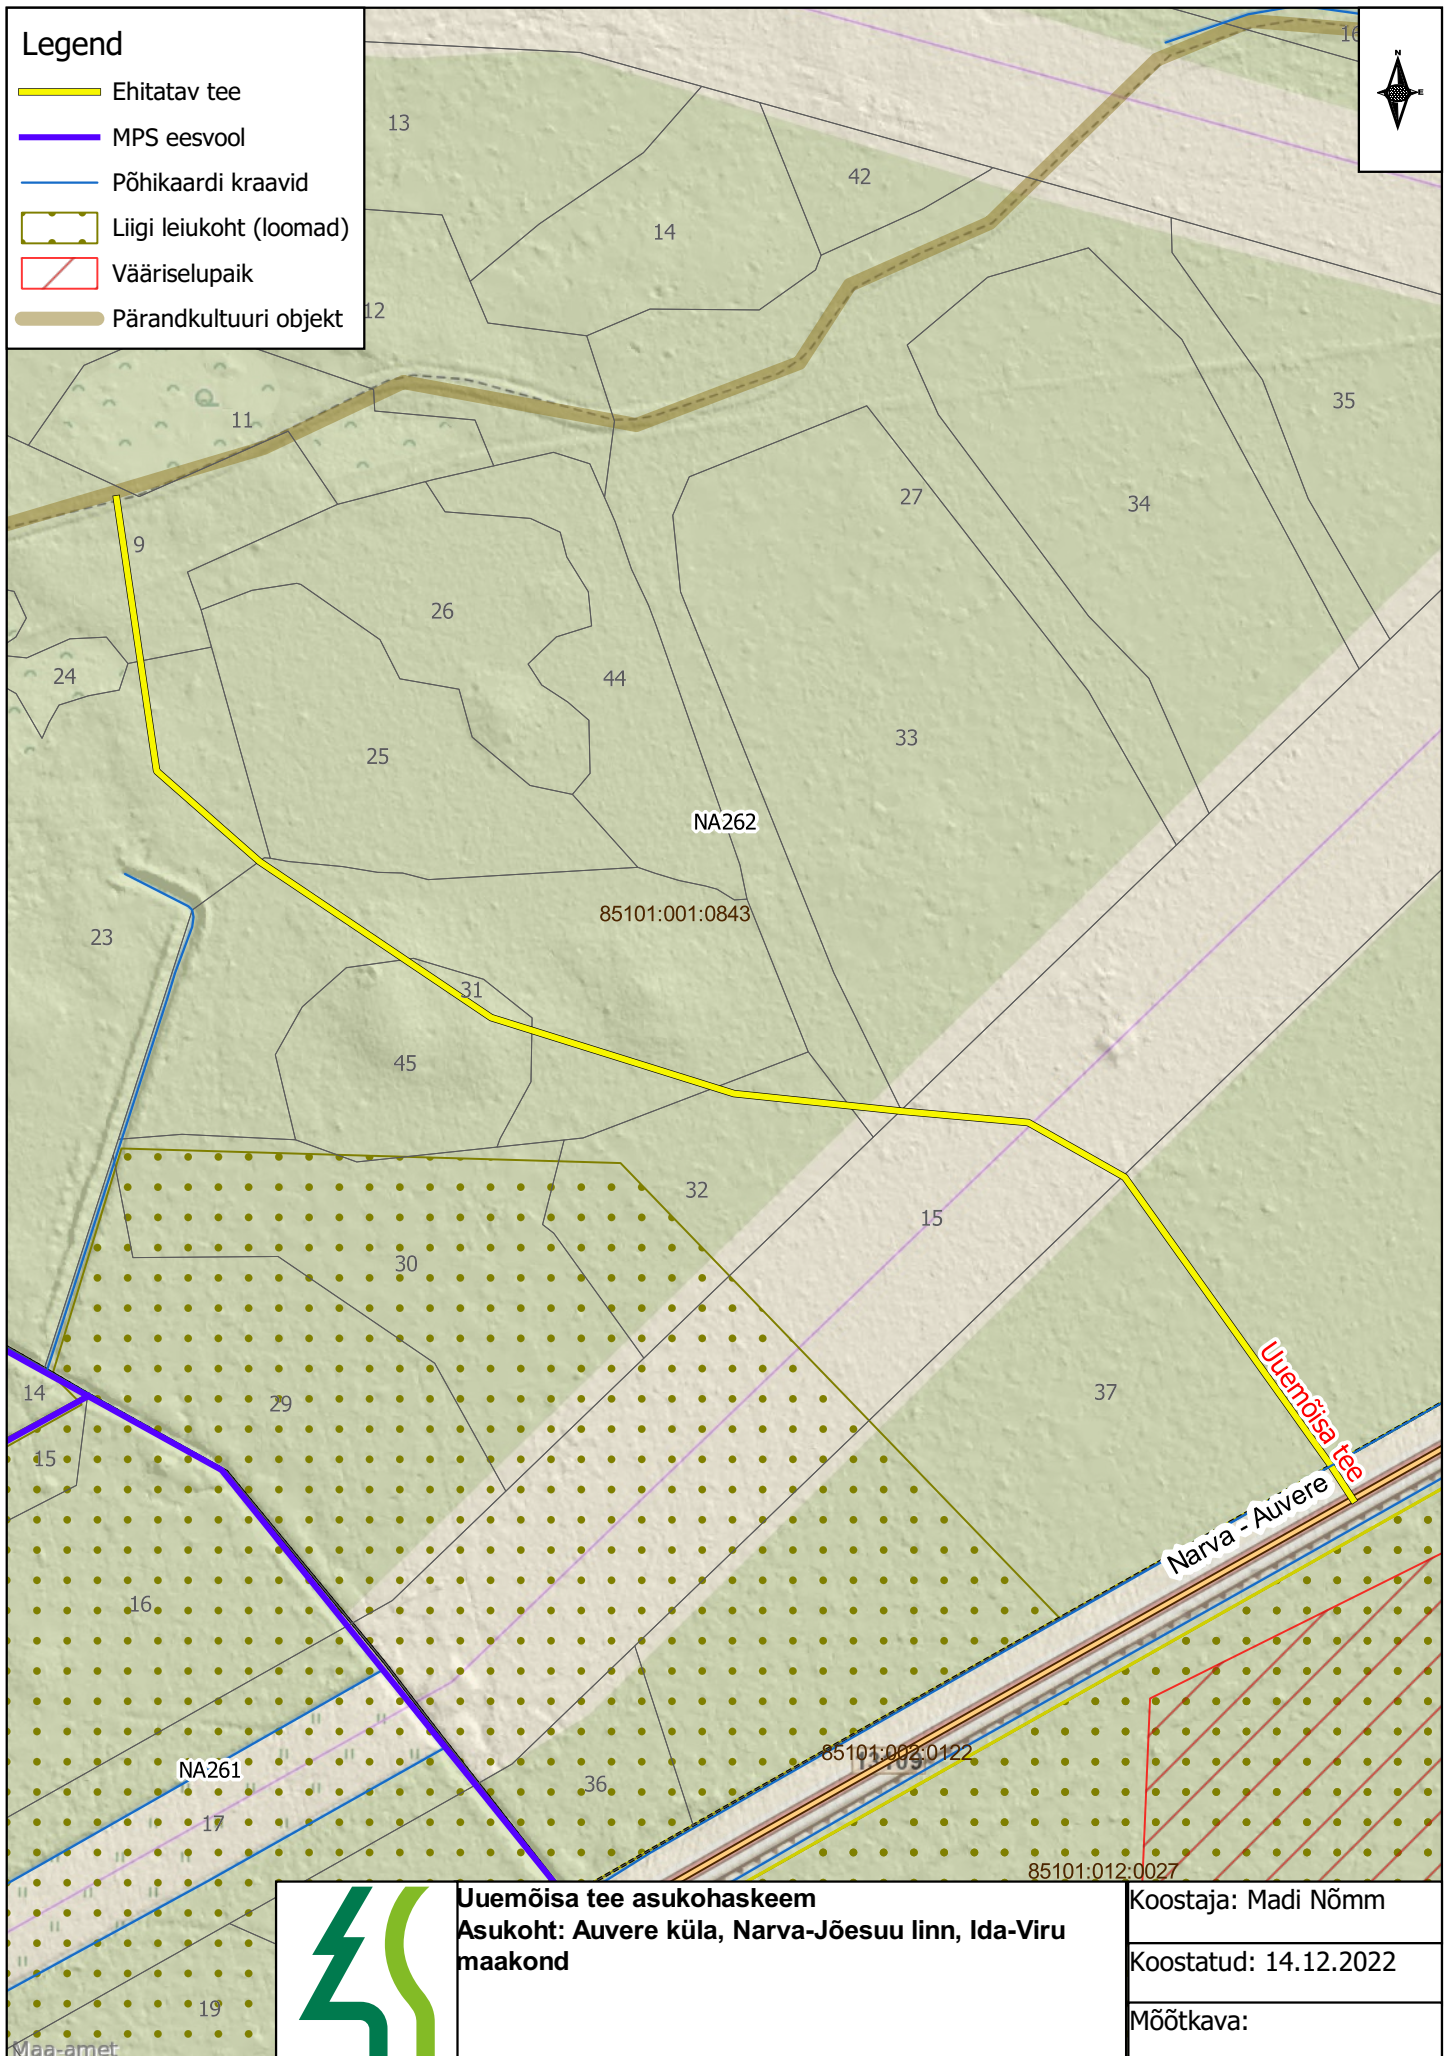 Legend
Ehitatav tee
MPS eesvool
Põhikaardi kraavid
Liigi leiukoht (loomad)
Vääriselupaik
Pärandkultuuri objekt
N
E
16
13
42
14
12
35
11
27
34
9
26
24
44
25
33
NA262
85101:001:0843
23
31
45
32
15
30
37
14
29
Uuemõisa tee
15
Narva - Auvere
16
85101:002:0122
NA261
36
17
85101:012:0027
19
Maa-amet
Uuemõisa tee asukohaskeem
Asukoht: Auvere küla, Narva-Jõesuu linn, Ida-Viru
maakond
Koostaja: Madi Nõmm
Koostatud: 14.12.2022
Mõõtkava: